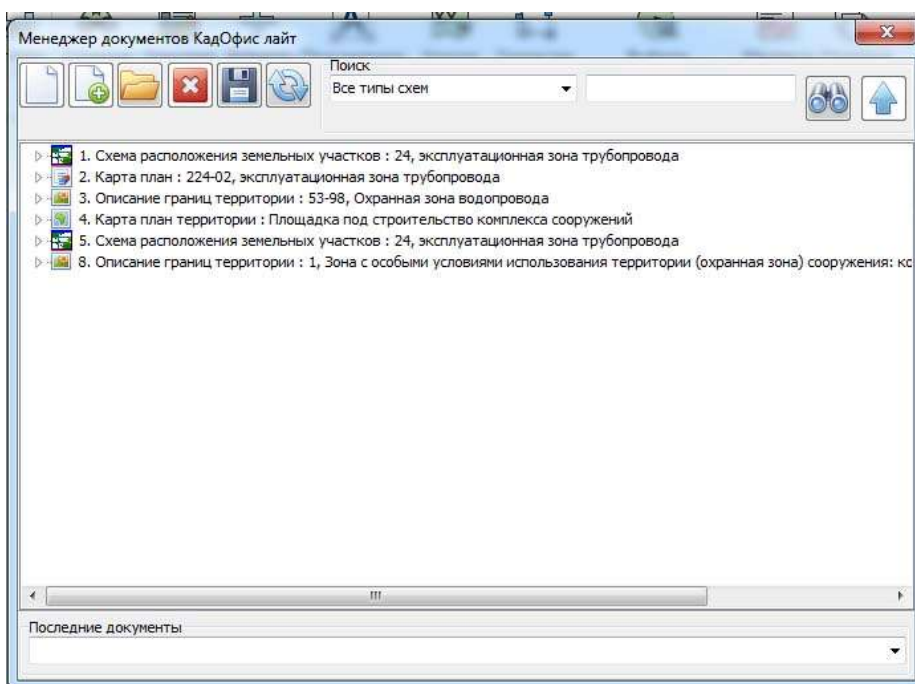 Менеджер документов КадОфис лайт
Поиск
Все типы схем
1. Схема расположения земельных участков : 24, эксплуатационная зона трубопровода
2. Карта план : 224-02, эксплуатационная зона трубопровода
3. Описание границ территории : 53-98, Охранная зона водопровода
4. Карта план территории : Площадка под строительство комплекса сооружений
5. Схема расположения земельных участков : 24, эксплуатационная зона трубопровода
8. Описание границ территории : 1, Зона с особыми условиями использования территории (охранная зона) сооружения: кс
Последние документы